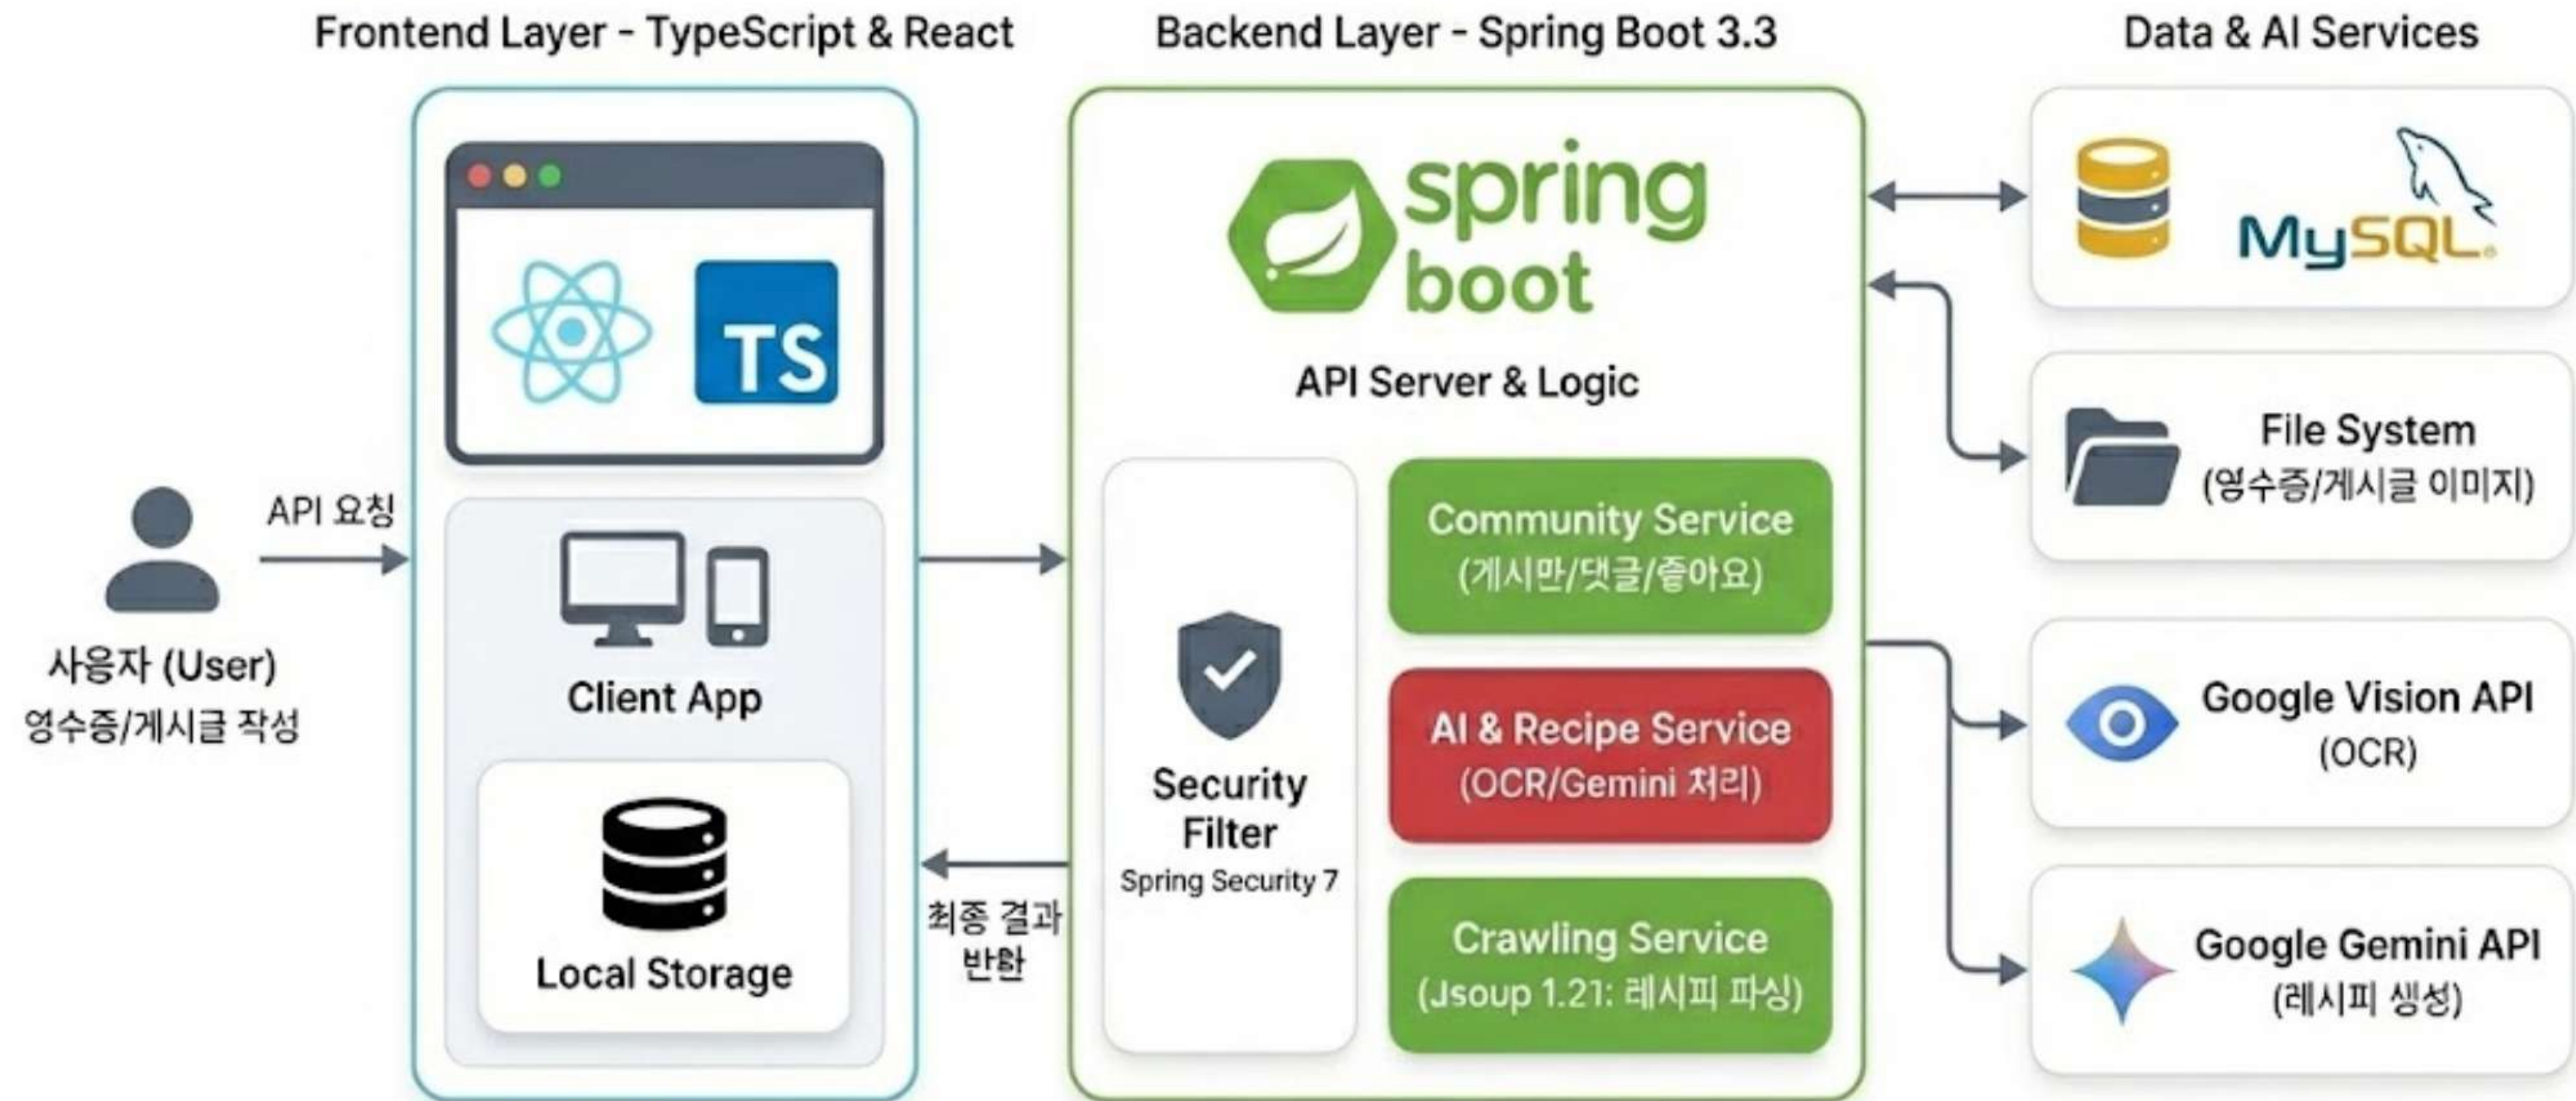 Frontend Layer - TypeScript & React
Backend Layer - Spring Boot 3.3
Data & AI Services
TS
API 요칭
사용자 (User)
영수증/게시글 작성
Client App
Local Storage
최종 결과
반환
spring
boot
API Server & Logic
Security
Filter
Spring Security 7
Community Service
(게시만/댓글/좋아요)
AI & Recipe Service
(OCR/Gemini 처리)
Crawling Service
(Jsoup 1.21: 레시피 파싱)
MySQL
File System
(영수증/게시글 이미지)
Google Vision API
(OCR)
Google Gemini API
(레시피 생성)